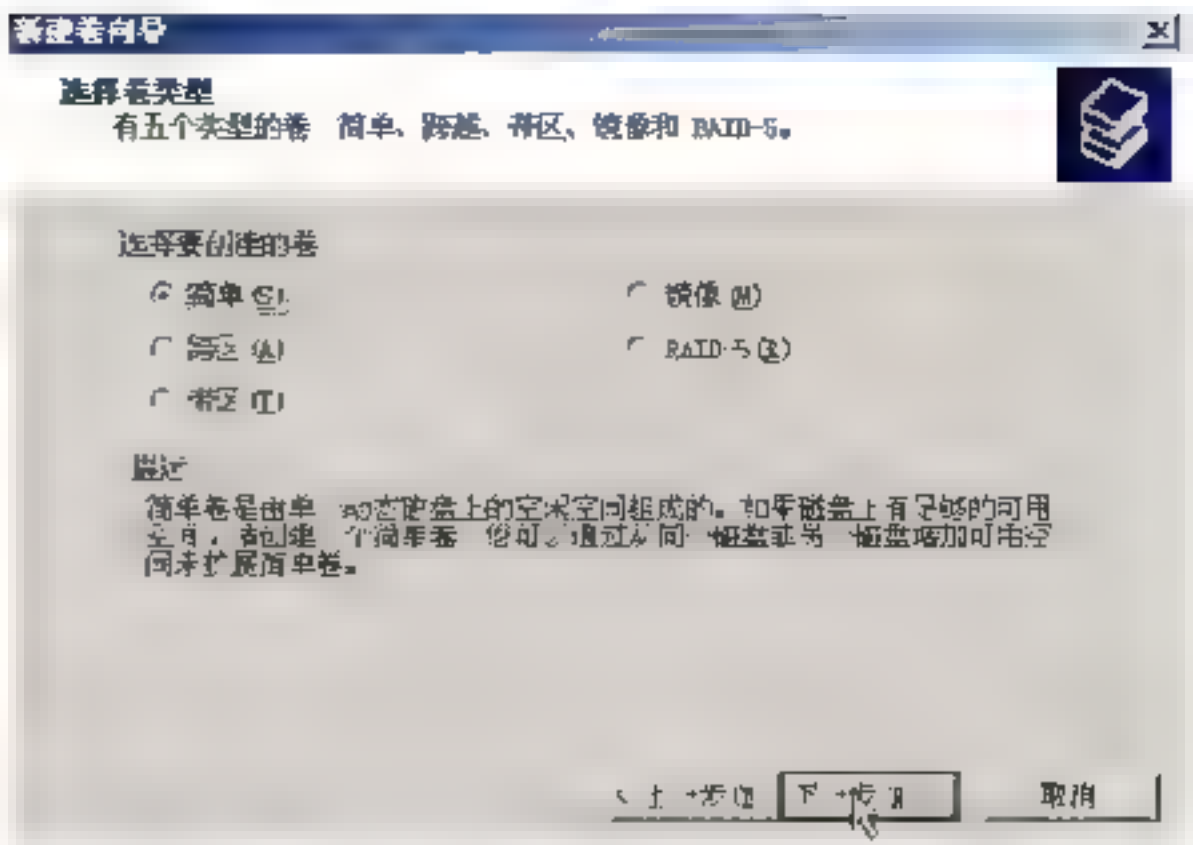 新建卷向导
选择卷类型
有五个类型的卷 简单、跨越、带区、镜像和 RAID-5。
选择要创建的卷
简单(S)
镜像(M)
跨区(A)
RAID-5(R)
带区(T)
描述
简单卷是由单一动态磁盘上的空闲空间组成的。如果磁盘上有足够的可用
空间,请创建一个简单卷 您可以通过从同一磁盘或另一磁盘增加可用空
间来扩展简单卷。
<上一步(B)
下一步(N)
取消